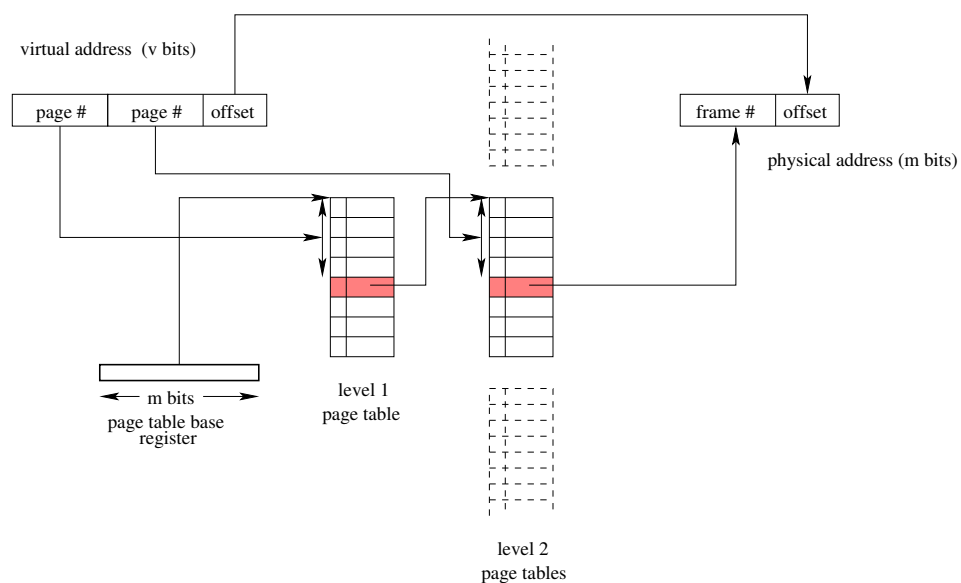 virtual address (v bits)
page #
page #
offset
frame #
offset
physical address (m bits)
m bits
page table base
register
level 1
page table
level 2
page tables